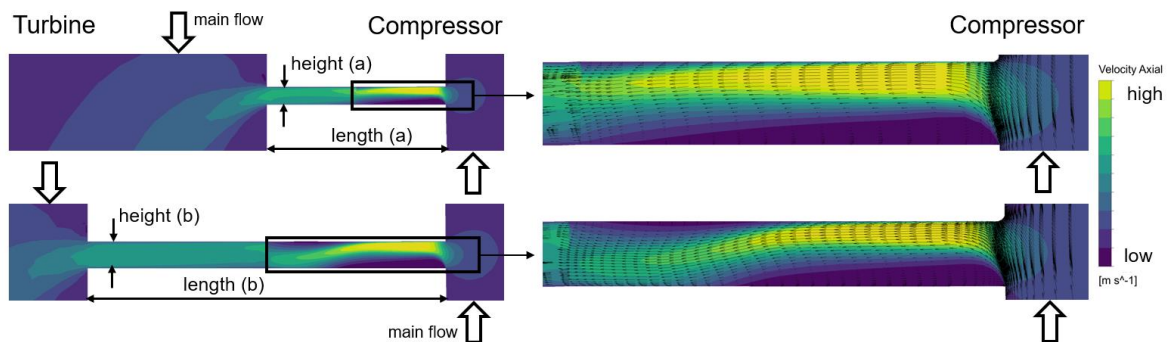 Turbine
main flow
Compressor
height (a)
length (a)
height (b)
length (b)
main flow
Compressor
Velocity Axial
high
low
[m s^-1]